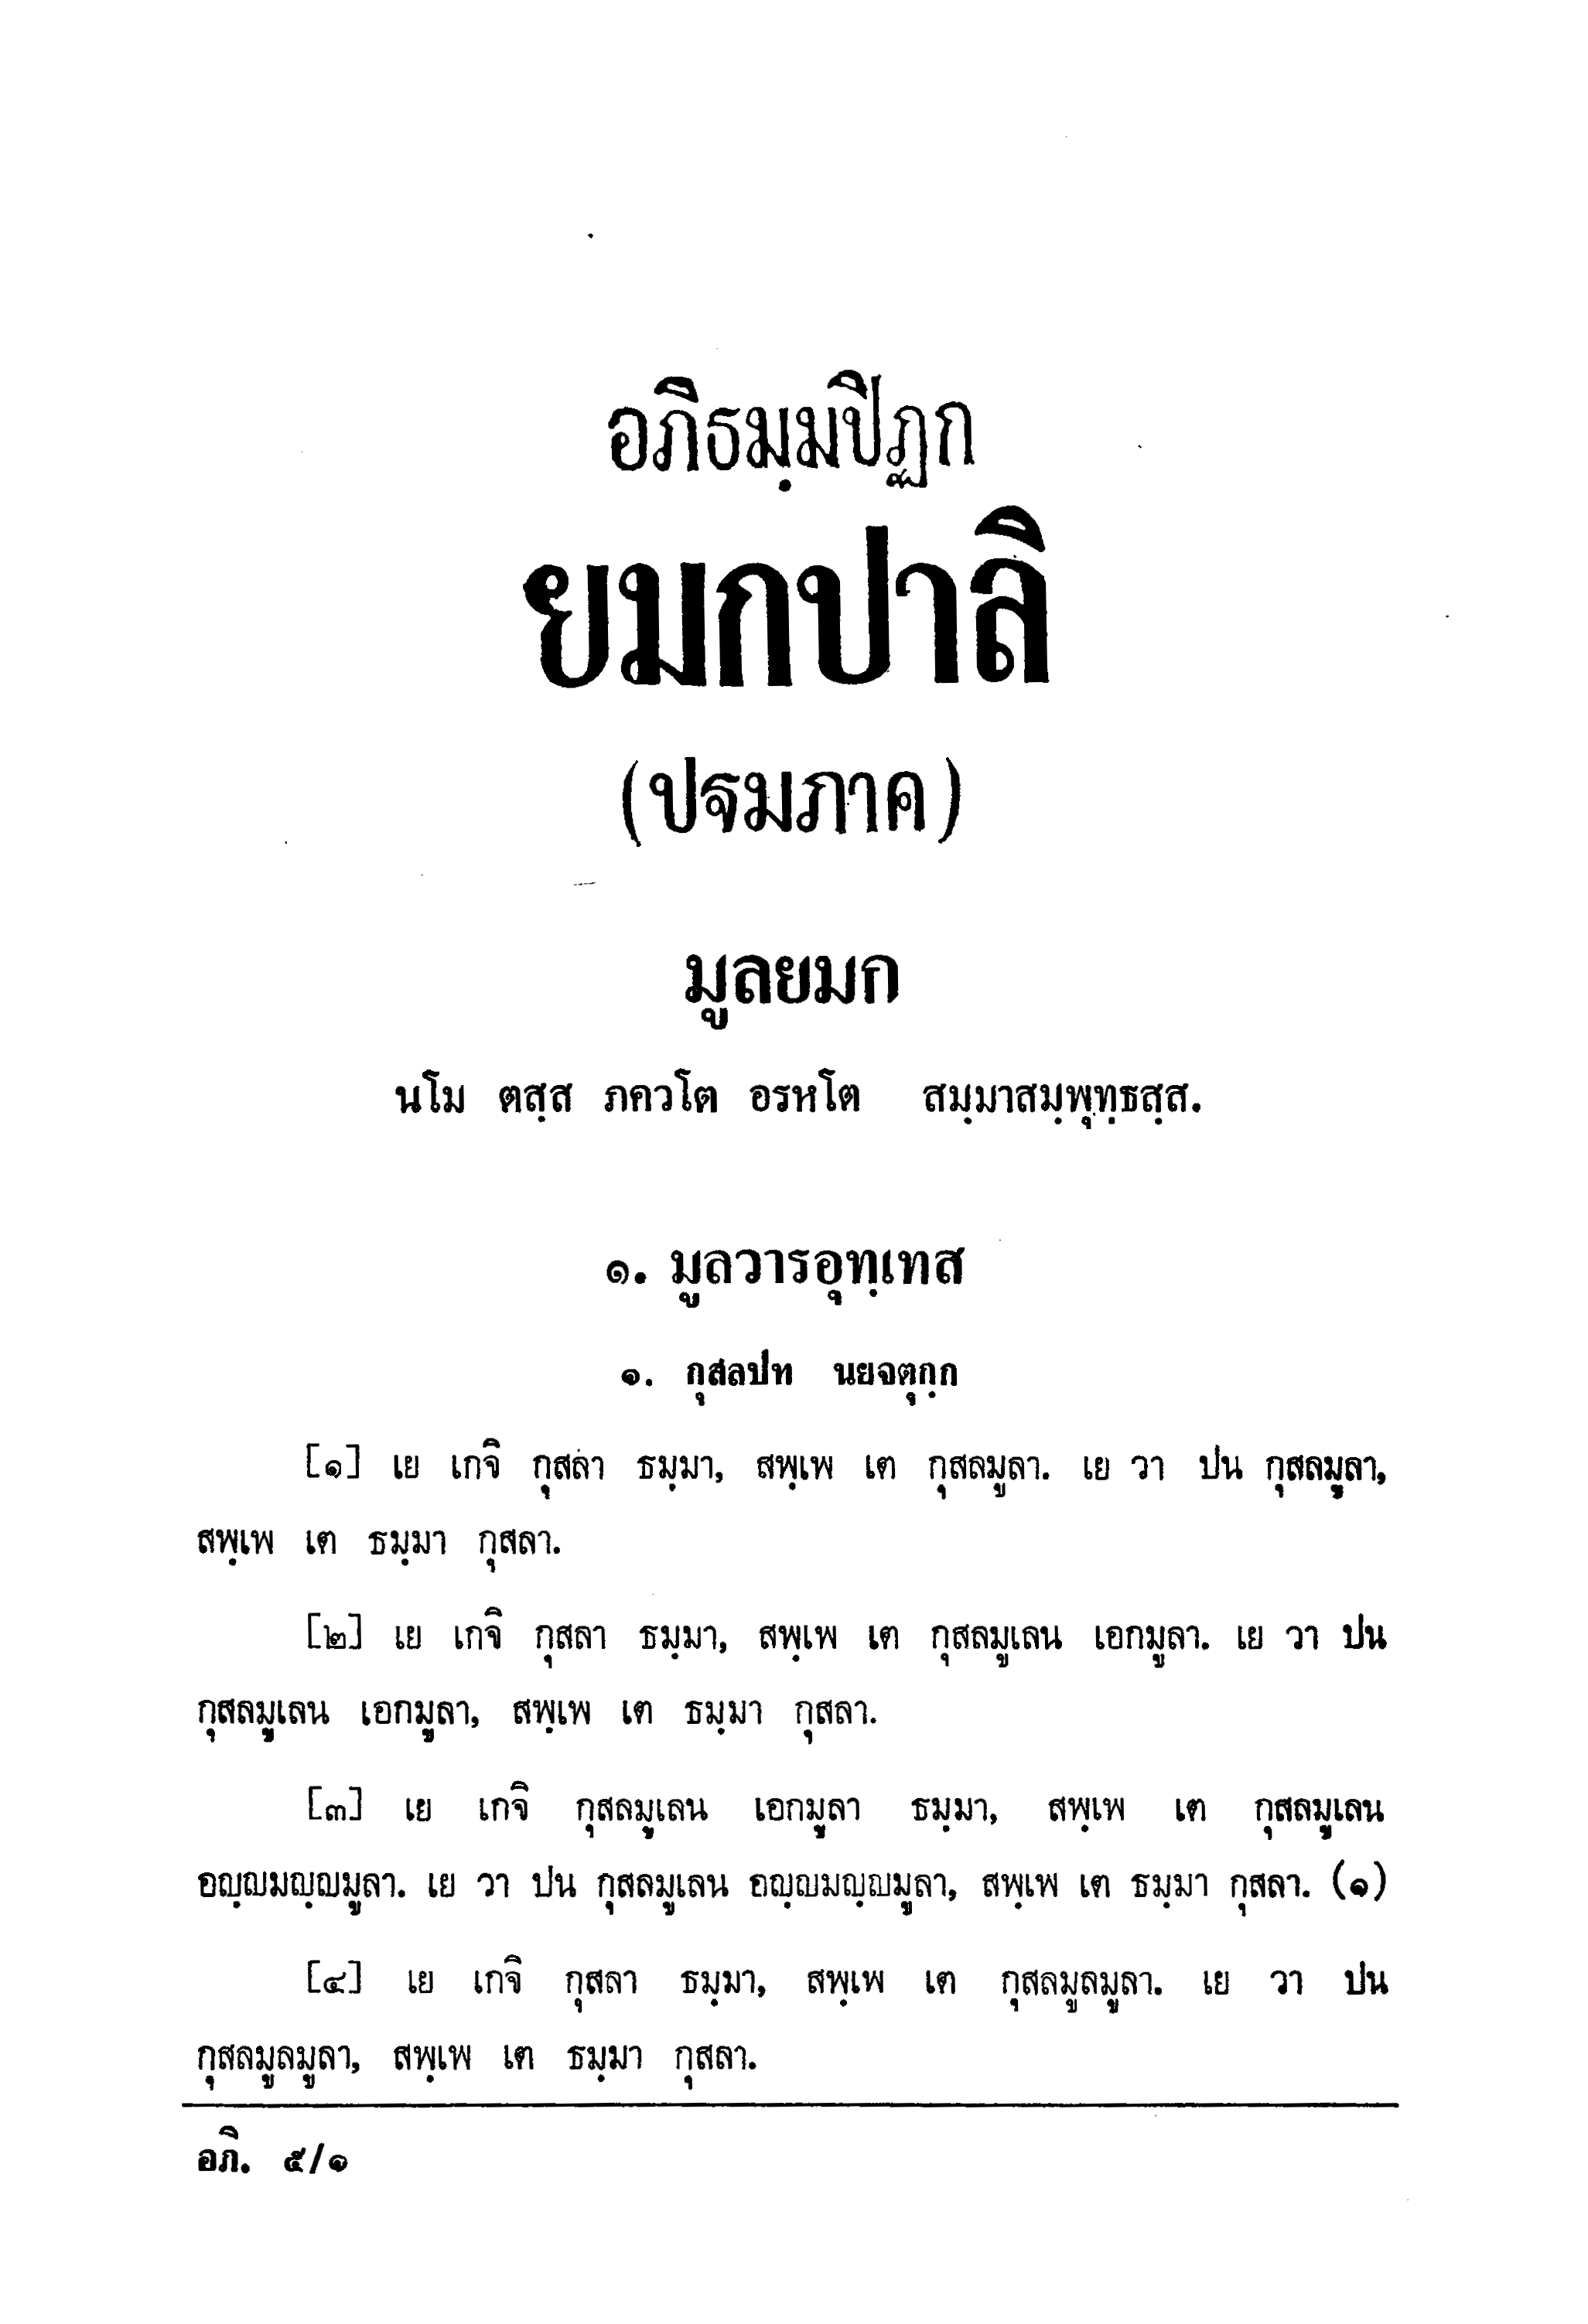 อภิธมฺมปิฏก
ยมกปาลิ
(ปฐมภาค)
มูลยมก
นโม ตสฺส ภควโต อรหโต สมฺมาสมฺพุทฺธสฺส.
๑. มูลวารอุทฺเทส
๑. กุสลปท นยจตุกฺก
[๑] เย เกจิ กุสลา ธมฺมา, สพฺเพ เต กุสลมูลา. เย วา ปน กุสลมูลา,
สพฺเพ เต ธมฺมา กุสลา.
[๒] เย เกจิ กุสลา ธมฺมา, สพฺเพ เต กุสลมูเลน เอกมูลา. เย วา ปน
กุสลมูเลน เอกมูลา, สพฺเพ เต ธมฺมา กุสลา.
[๓] เย เกจิ กุสลมูเลน เอกมูลา ธมฺมา, สพฺเพ เต กุสลมูเลน
อญฺญมญฺญมูลา. เย วา ปน กุสลมูเลน อญฺญมญฺญมูลา, สพฺเพ เต ธมฺมา กุสลา. (๑)
[๔] เย เกจิ กุสลา ธมฺมา, สพฺเพ เต กุสลมูลมูลา. เย วา ปน
กุสลมูลมูลา, สพฺเพ เต ธมฺมา กุสลา.
อภิ. ๕/๑